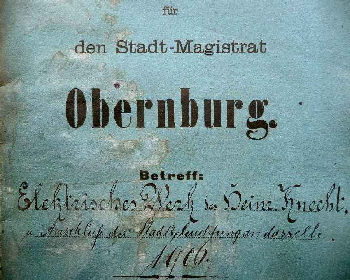 für
den Stadt-Magistrat
Obernburg.
Betreff:
Elektrisches Werk des Heinr. Knecht.
u. Anschluß der Stadtbeleuchtung an dasselbe
1906.